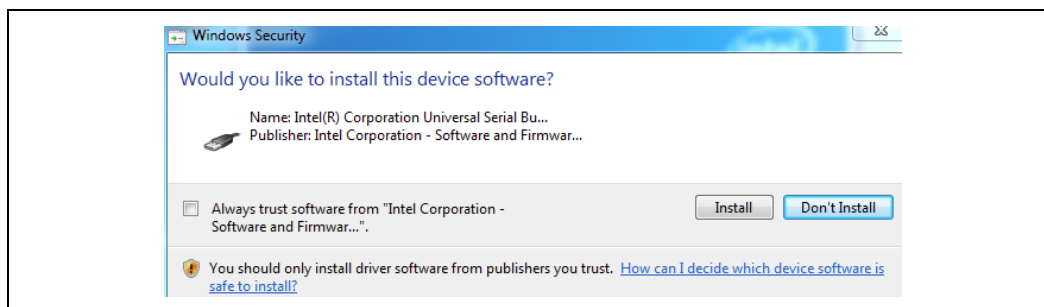 Windows Security
Would you like to install this device software?
Name: Intel(R) Corporation Universal Serial Bu...
Publisher: Intel Corporation - Software and Firmwar...
Always trust software from "Intel Corporation -
Software and Firmwar...".
Install
Don't Install
You should only install driver software from publishers you trust. How can I decide which device software is
safe to install?